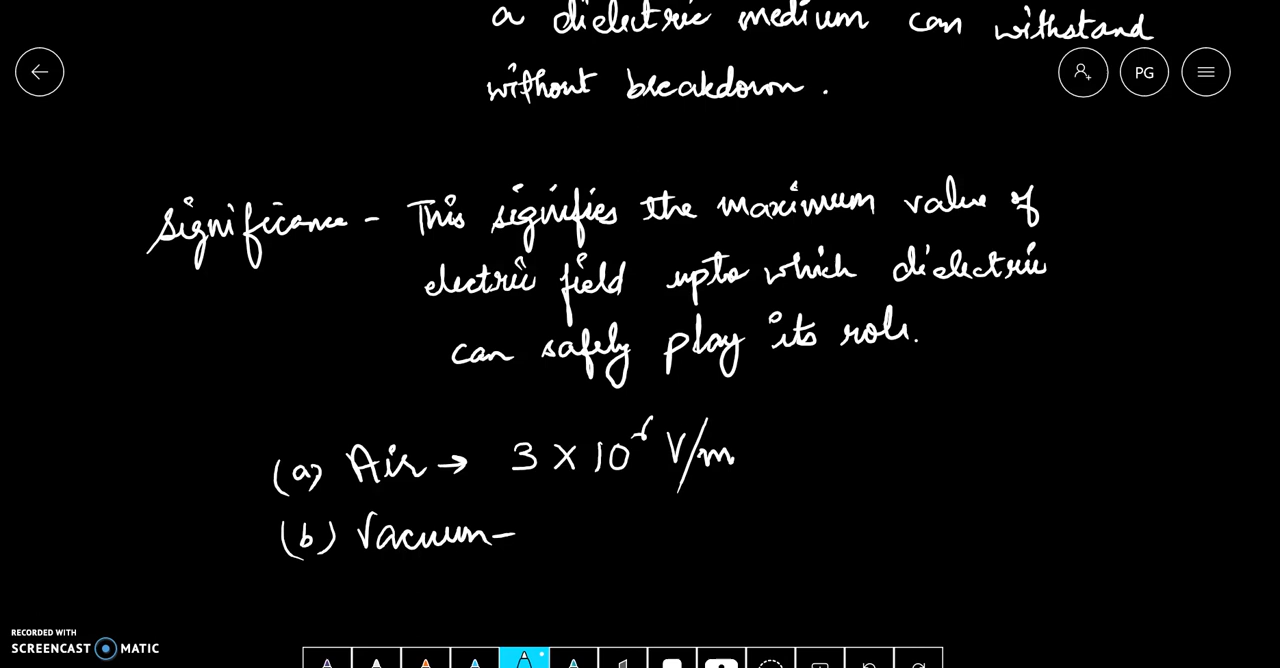 a dielectric medium can withstand
without breakdown.
PG
Significance - This signifies the maximum value of
electric field upto which dielectric
can safely play its role.
(a) Air → 3 × 10⁶ V/m
(b) Vacuum -
RECORDED WITH
SCREENCAST MATIC